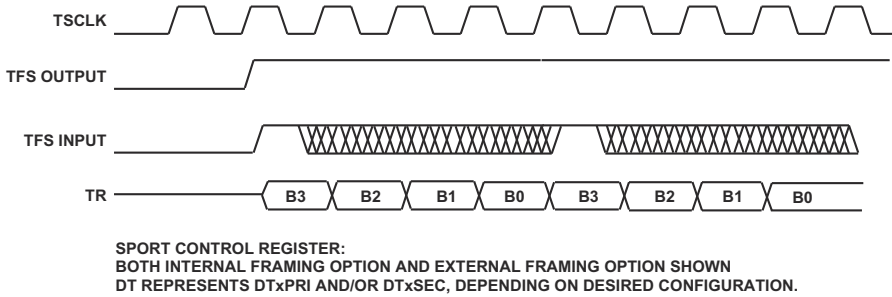 TSCLK
TFS OUTPUT
TFS INPUT
TR B3 B2 B1 B0 B3 B2 B1 B0
SPORT CONTROL REGISTER:
BOTH INTERNAL FRAMING OPTION AND EXTERNAL FRAMING OPTION SHOWN
DT REPRESENTS DTxPRI AND/OR DTxSEC, DEPENDING ON DESIRED CONFIGURATION.